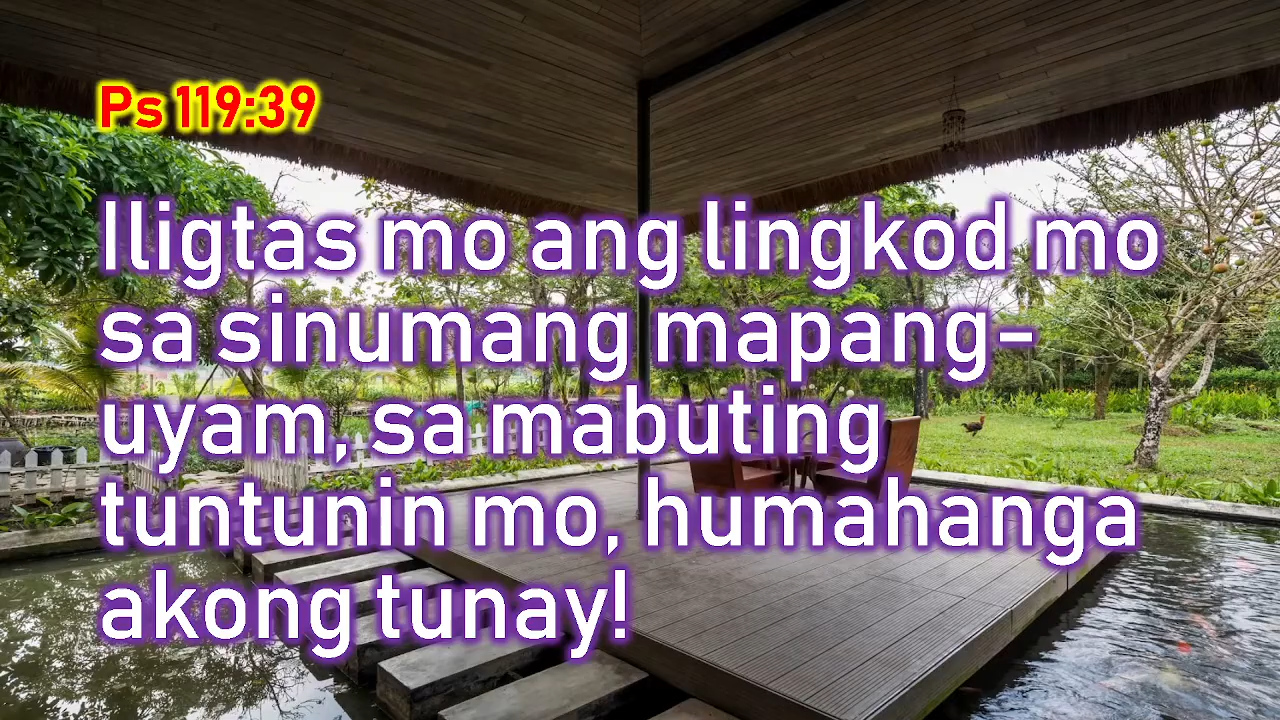 Ps 119:39
Iligtas mo ang lingkod mo
sa sinumang mapang-
uyam, sa mabuting
tuntunin mo, humahanga
akong tunay!